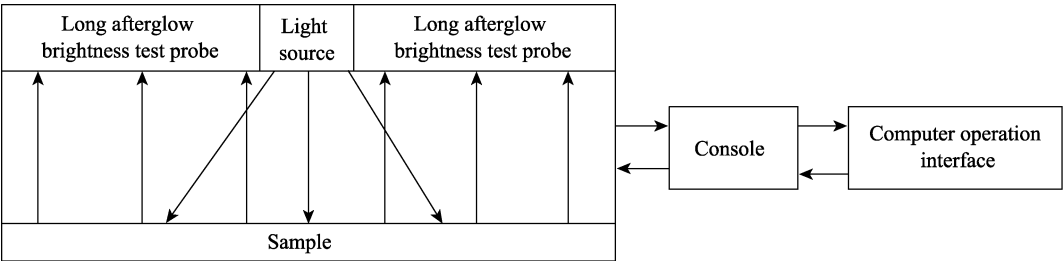 Long afterglow
brightness test probe
Light
source
Long afterglow
brightness test probe
Console
Computer operation
interface
Sample